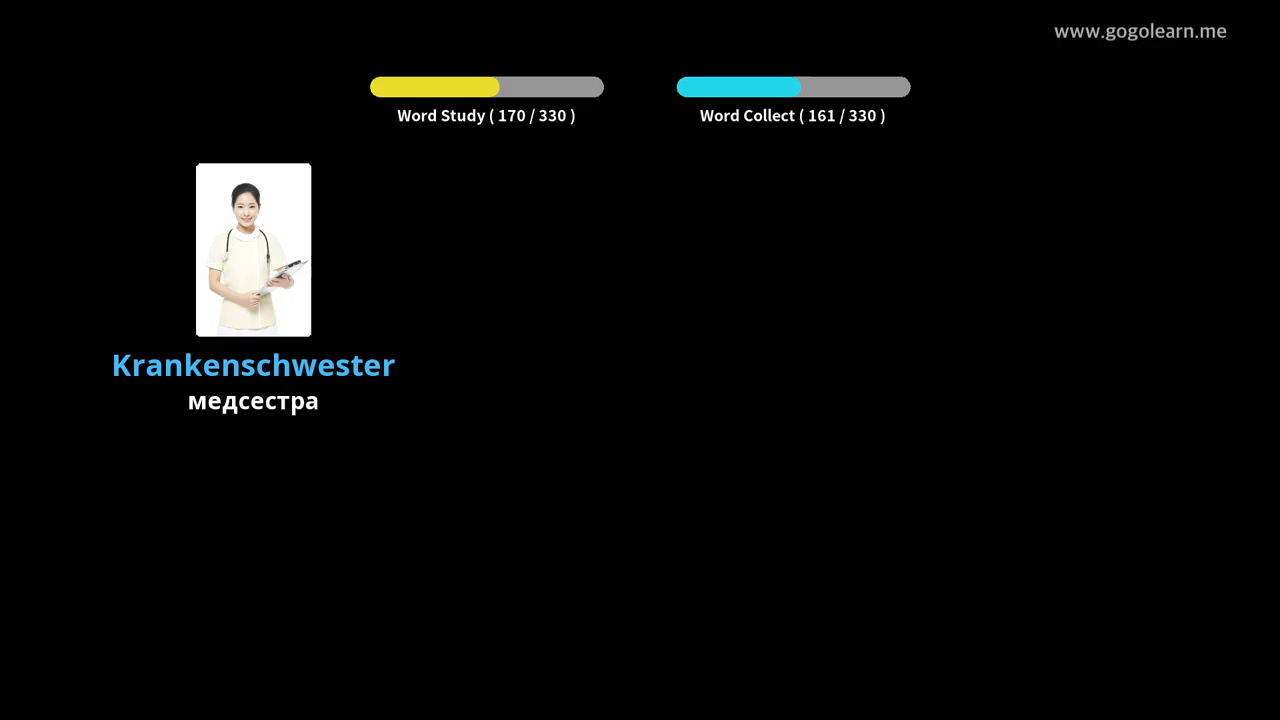 www.gogolearn.me
Word Study ( 170 / 330 )
Word Collect ( 161 / 330 )
Krankenschwester
медсестра